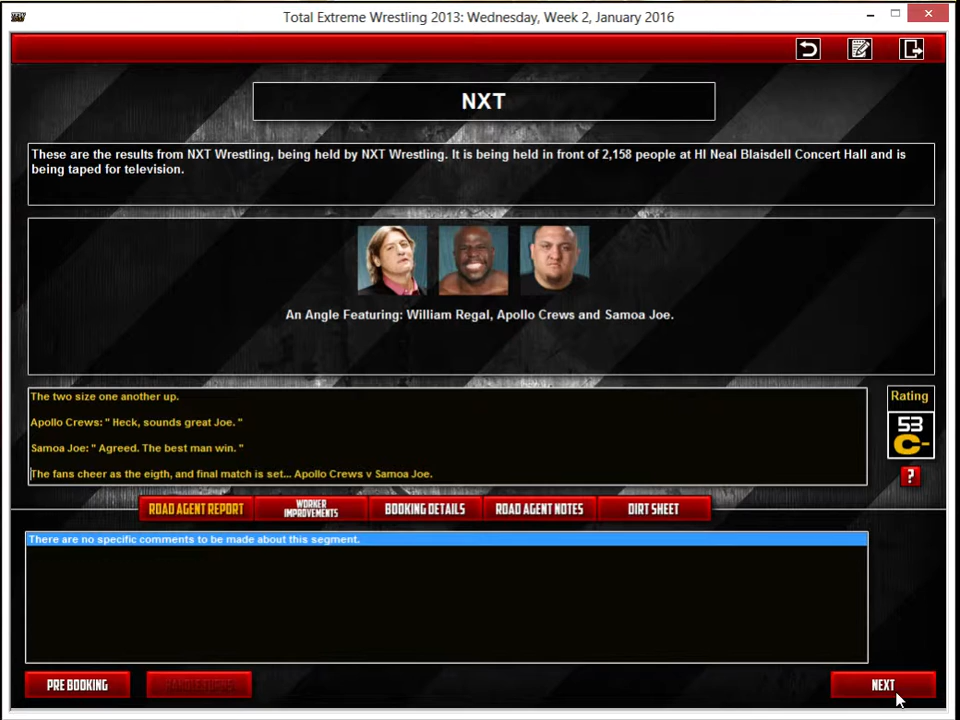 Total Extreme Wrestling 2013: Wednesday, Week 2, January 2016
NXT
These are the results from NXT Wrestling, being held by NXT Wrestling. It is being held in front of 2,158 people at HI Neal Blaisdell Concert Hall and is
being taped for television.
An Angle Featuring: William Regal, Apollo Crews and Samoa Joe.
The two size one another up.
Apollo Crews: " Heck, sounds great Joe. "
Samoa Joe: " Agreed. The best man win. "
The fans cheer as the eigth, and final match is set... Apollo Crews v Samoa Joe.
Rating
53
C-
?
ROAD AGENT REPORT
WORKER
IMPROVEMENTS
BOOKING DETAILS
ROAD AGENT NOTES
DIRT SHEET
There are no specific comments to be made about this segment.
PRE BOOKING
NEXT